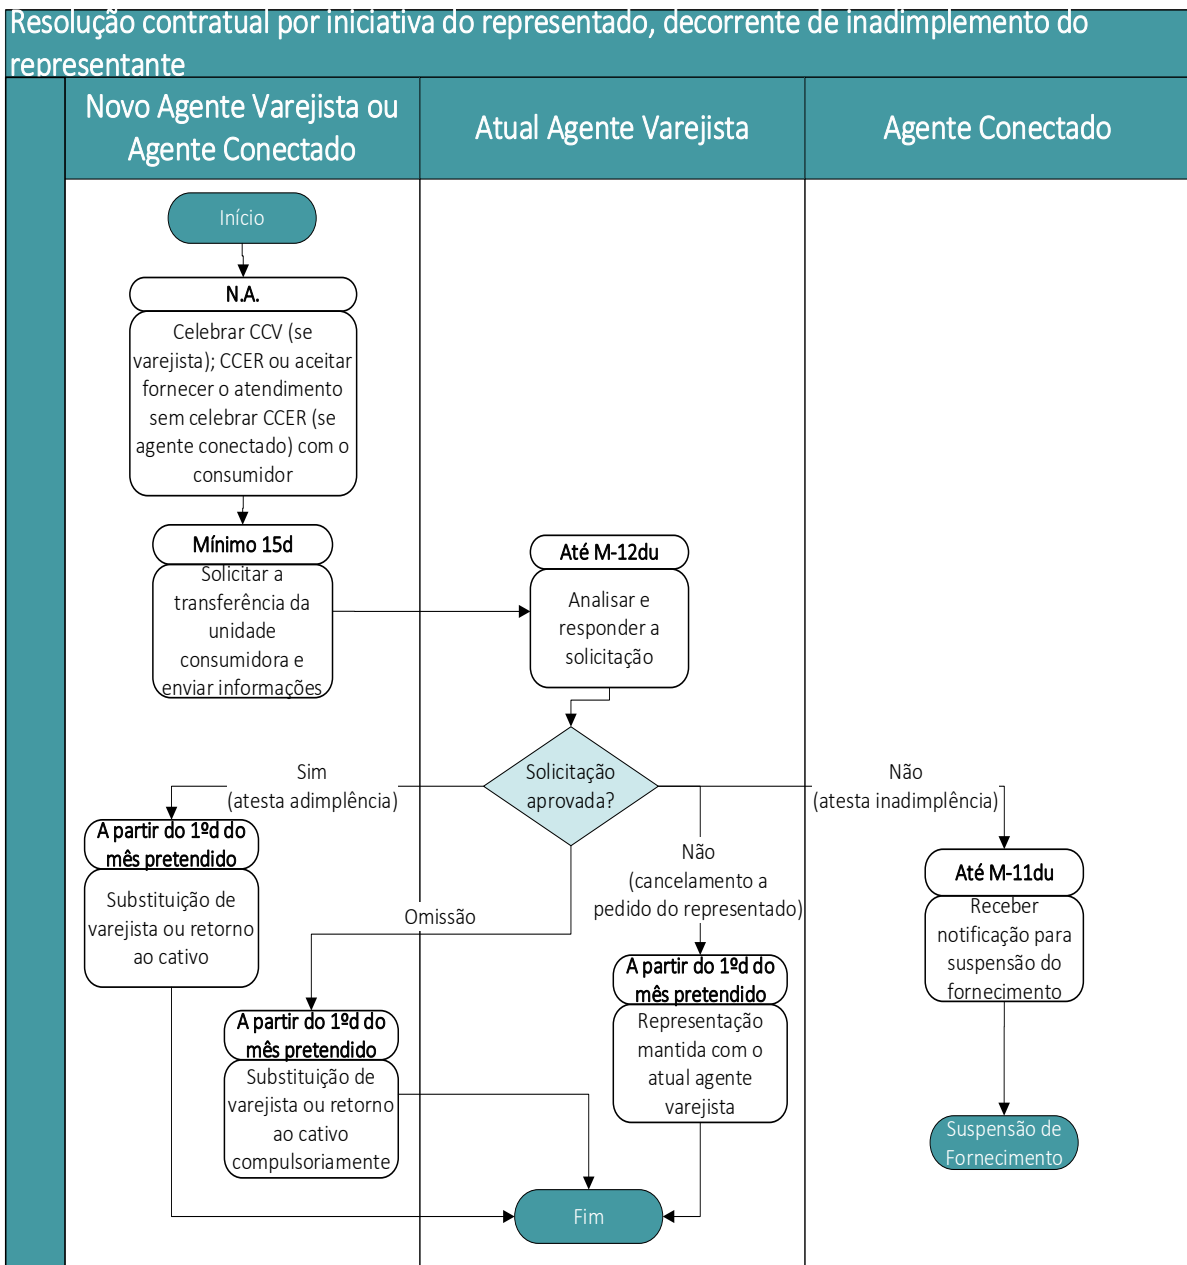 Resolução contratual por iniciativa do representado, decorrente de inadimplemento do
representante
Novo Agente Varejista ou
Agente Conectado
Atual Agente Varejista
Agente Conectado
Início
N.A.
Celebrar CCV (se
varejista); CCER ou aceitar
fornecer o atendimento
sem celebrar CCER (se
agente conectado) com o
consumidor
Mínimo 15d
Solicitar a
transferência da
unidade
consumidora e
enviar informações
Até M-12du
Analisar e
responder a
solicitação
Solicitação
aprovada?
Sim
(atesta adimplência)
Não
(atesta inadimplência)
A partir do 1ºd do
mês pretendido
Substituição de
varejista ou retorno
ao cativo
Omissão
Não
(cancelamento a
pedido do representado)
Até M-11du
Receber
notificação para
suspensão do
fornecimento
A partir do 1ºd do
mês pretendido
Representação
mantida com o
atual agente
varejista
A partir do 1ºd do
mês pretendido
Substituição de
varejista ou retorno
ao cativo
compulsoriamente
Suspensão de
Fornecimento
Fim